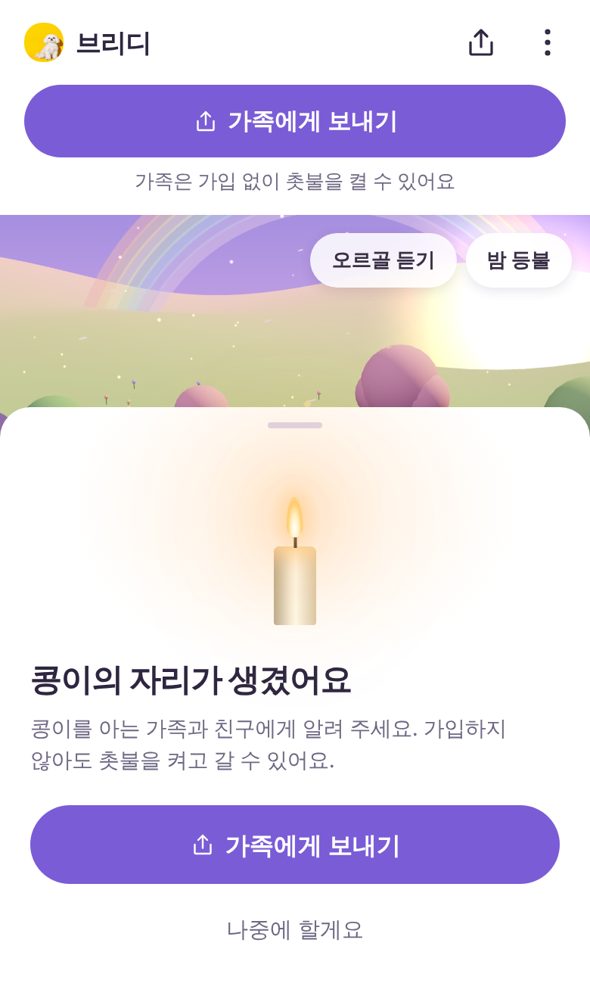 브리디
가족에게 보내기
가족은 가입 없이 촛불을 켤 수 있어요
오르골 듣기
밤 등불
콩이의 자리가 생겼어요
콩이를 아는 가족과 친구에게 알려 주세요. 가입하지
않아도 촛불을 켜고 갈 수 있어요.
가족에게 보내기
나중에 할게요